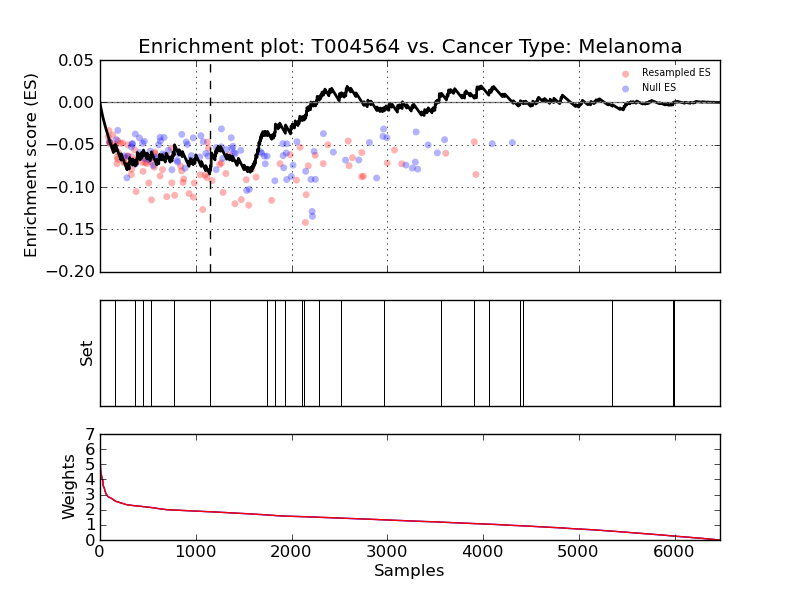 Enrichment plot: T004564 vs. Cancer Type: Melanoma
Enrichment score (ES)
0.05
0.00
−0.05
−0.10
−0.15
−0.20
Resampled ES
Null ES
Set
Weights
7
6
5
4
3
2
1
0
0 1000 2000 3000 4000 5000 6000
Samples